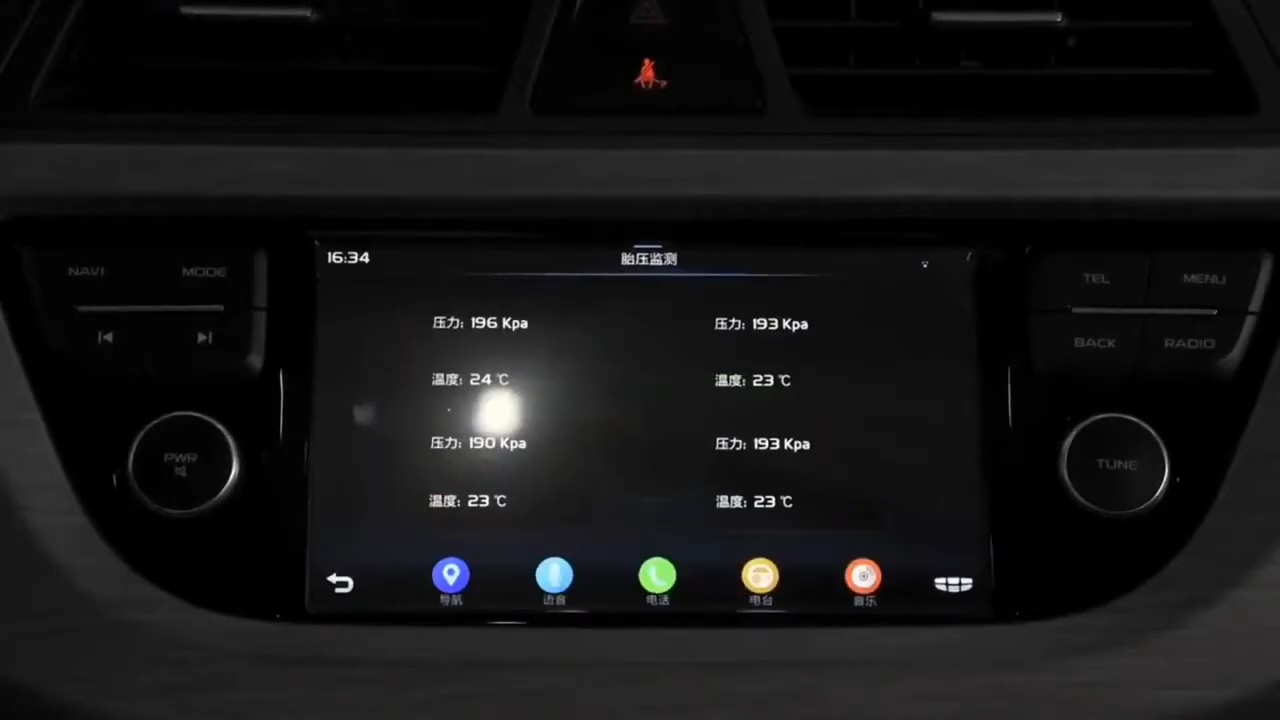 NAVI MODE
PWR
16:34 胎压监测
压力: 196 Kpa 压力: 193 Kpa
温度: 24 ℃ 温度: 23 ℃
压力: 190 Kpa 压力: 193 Kpa
温度: 23 ℃ 温度: 23 ℃
导航 语音 电话 电台 音乐
TEL MENU
BACK RADIO
TUNE